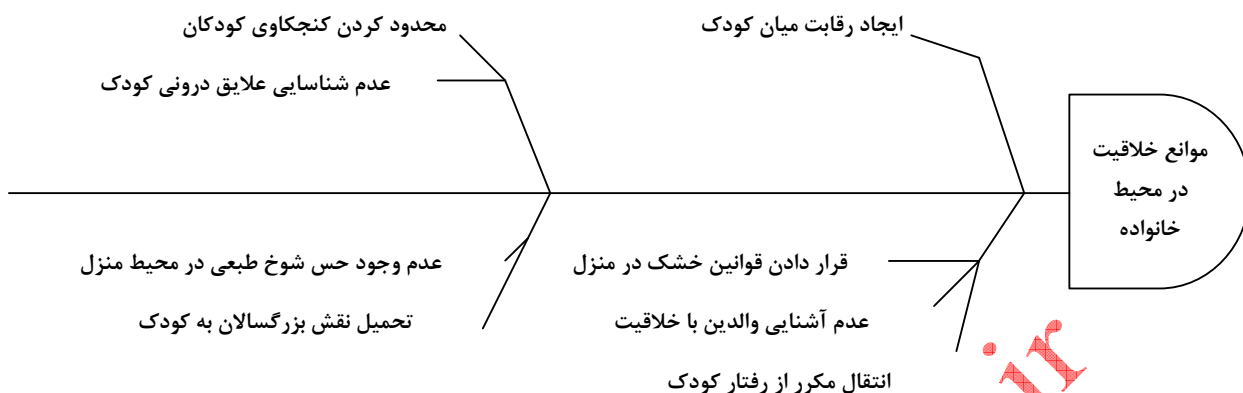 ایجاد رقابت میان کودک
محدود کردن کنجکاوی کودکان
عدم شناسایی علایق درونی کودک
موانع خلاقیت
در محیط
خانواده
قرار دادن قوانین خشک در منزل
عدم وجود حس شوخ طبعی در محیط منزل
عدم آشنایی والدین با خلاقیت
تحمیل نقش بزرگسالان به کودک
انتقال مکرر از رفتار کودک
ir